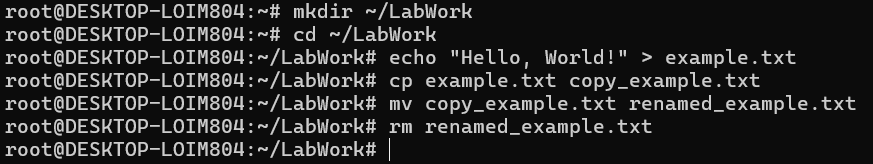 root@DESKTOP-LOIM804:~# mkdir ~/LabWork
root@DESKTOP-LOIM804:~# cd ~/LabWork
root@DESKTOP-LOIM804:~/LabWork# echo "Hello, World!" > example.txt
root@DESKTOP-LOIM804:~/LabWork# cp example.txt copy_example.txt
root@DESKTOP-LOIM804:~/LabWork# mv copy_example.txt renamed_example.txt
root@DESKTOP-LOIM804:~/LabWork# rm renamed_example.txt
root@DESKTOP-LOIM804:~/LabWork#